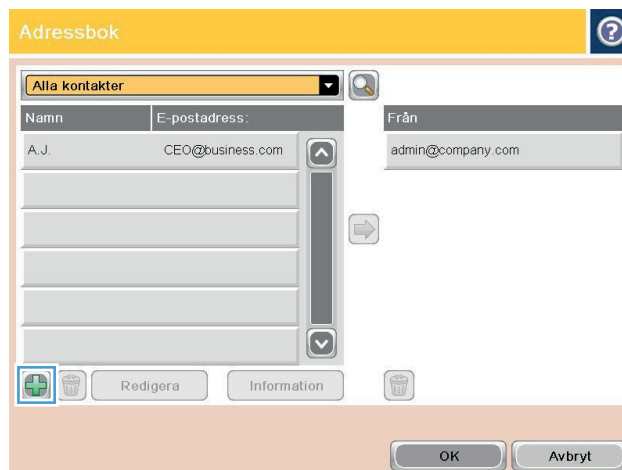 Adressbok
?
Alla kontakter
Namn E-postadress: Från
A.J. CEO@business.com admin@company.com
Redigera Information
OK Avbryt